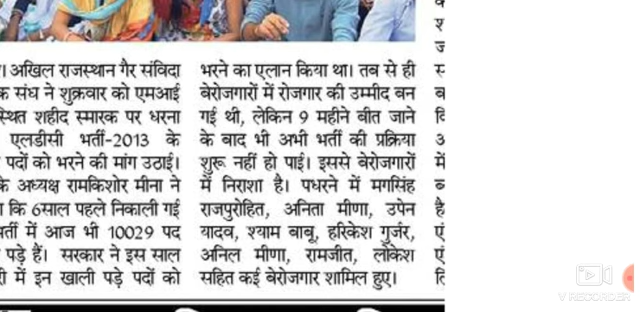 । अखिल राजस्थान गैर संविदा
क संघ ने शुक्रवार को एमआई
स्थित शहीद स्मारक पर धरना
एलडीसी भर्ती-2013 के
पदों को भरने की मांग उठाई।
के अध्यक्ष रामकिशोर मीना ने
कि 6साल पहले निकाली गई
र्ती में आज भी 10029 पद
पड़े हैं। सरकार ने इस साल
में इन खाली पड़े पदों को
भरने का एलान किया था। तब से ही
बेरोजगारों में रोजगार की उम्मीद बन
गई थी, लेकिन 9 महीने बीत जाने
के बाद भी अभी भर्ती की प्रक्रिया
शुरू नहीं हो पाई। इससे बेरोजगारों
में निराशा है। पधरने में मगसिंह
राजपुरोहित, अनिता मीणा, उपेन
यादव, श्याम बाबू, हरिकेश गुर्जर,
अनिल मीणा, रामजीत, लोकेश
सहित कई बेरोजगार शामिल हुए।
V RECORDER